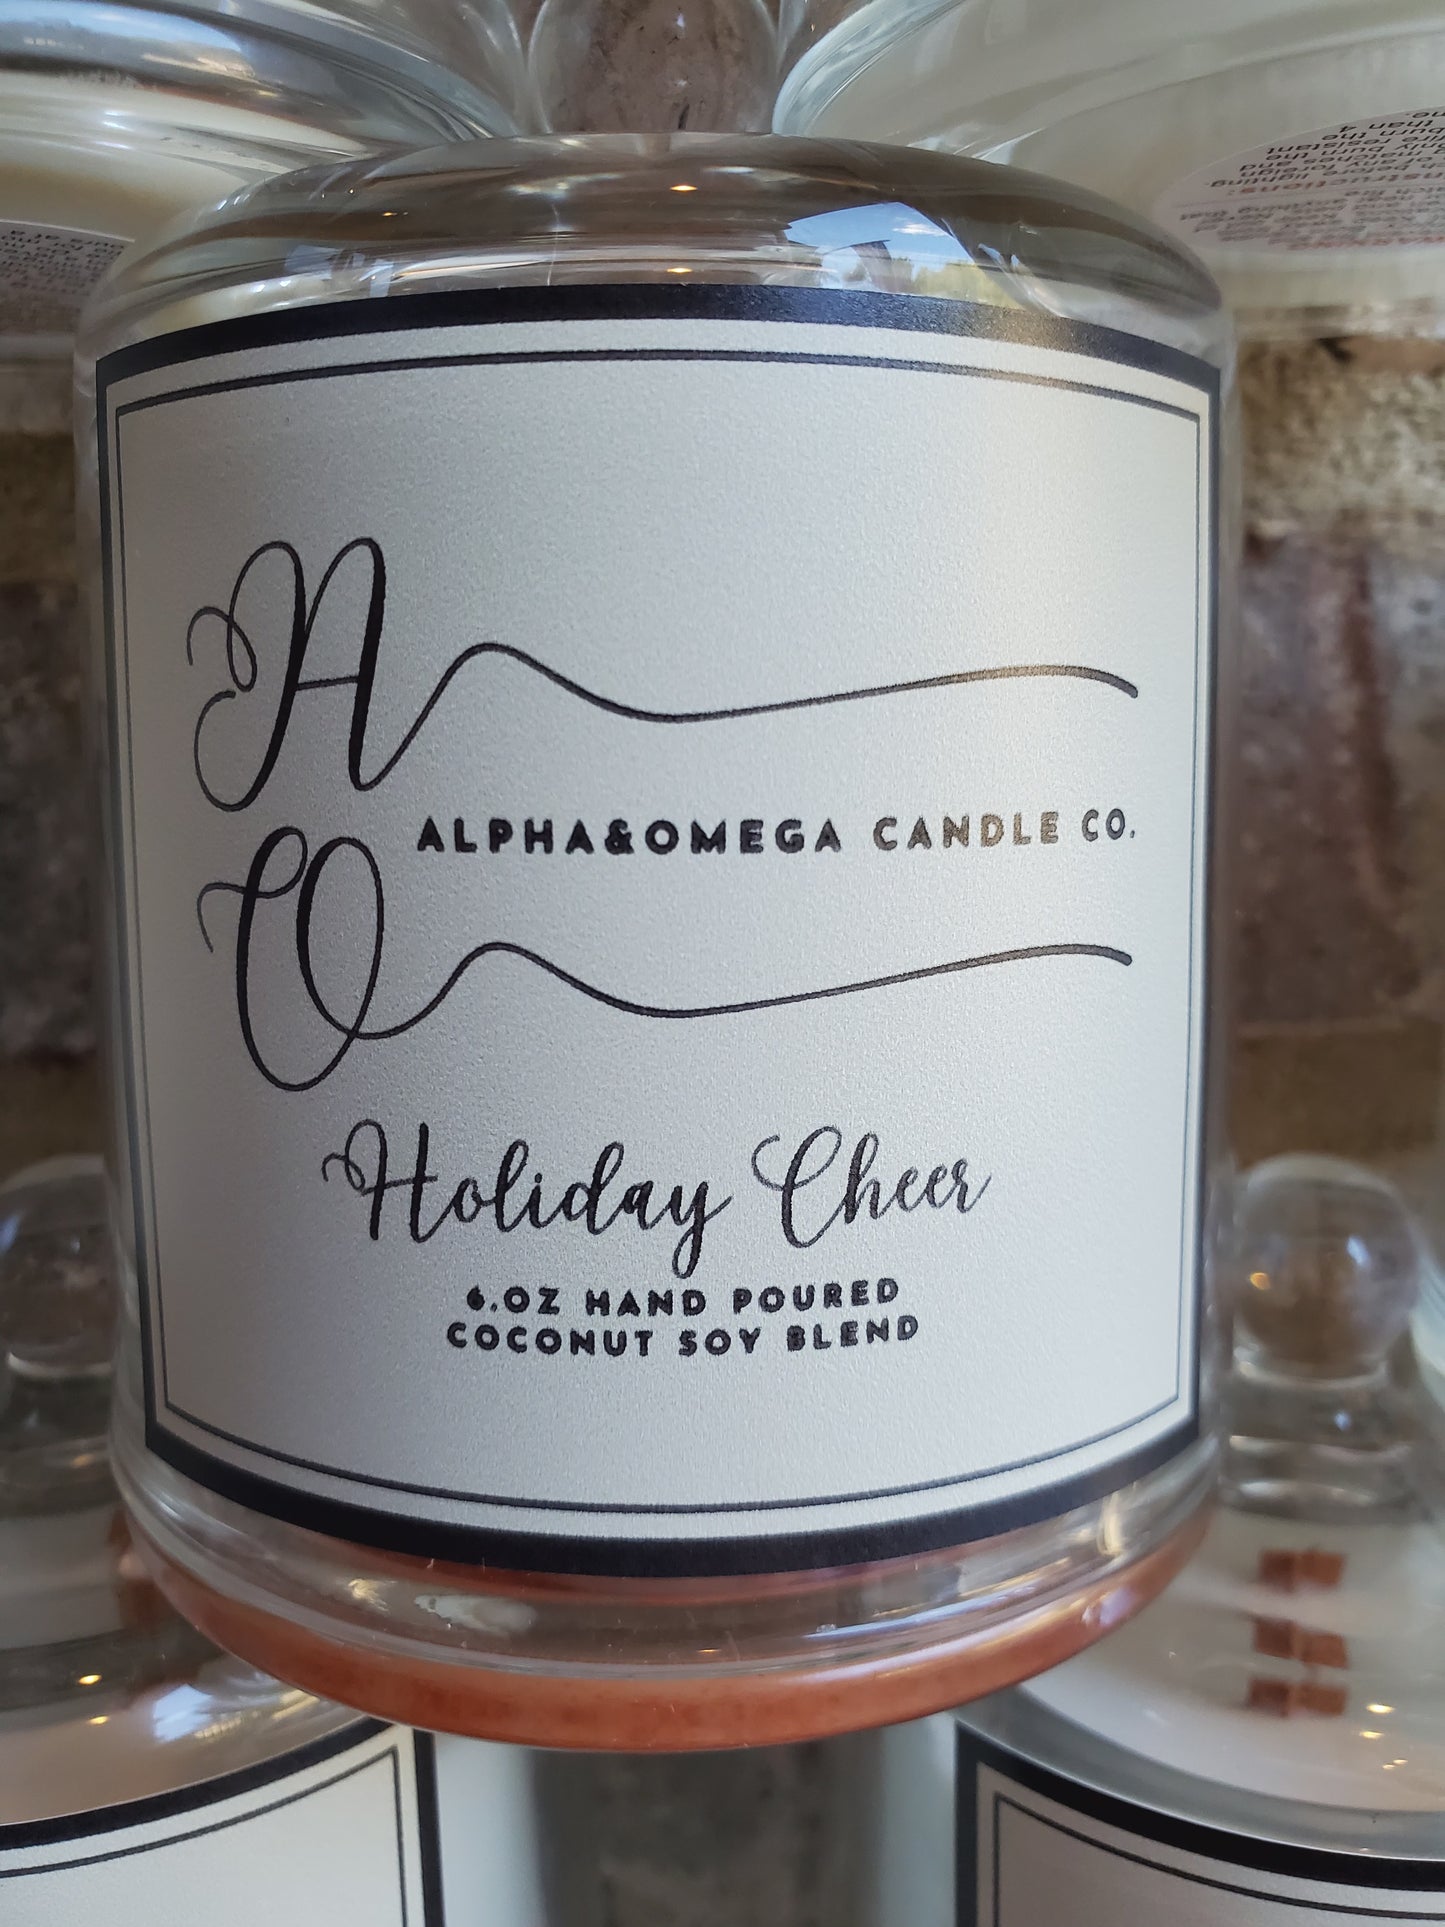 A
ALPHA&OMEGA CANDLE CO.
O
Holiday Cheer
6.OZ HAND POURED
COCONUT SOY BLEND